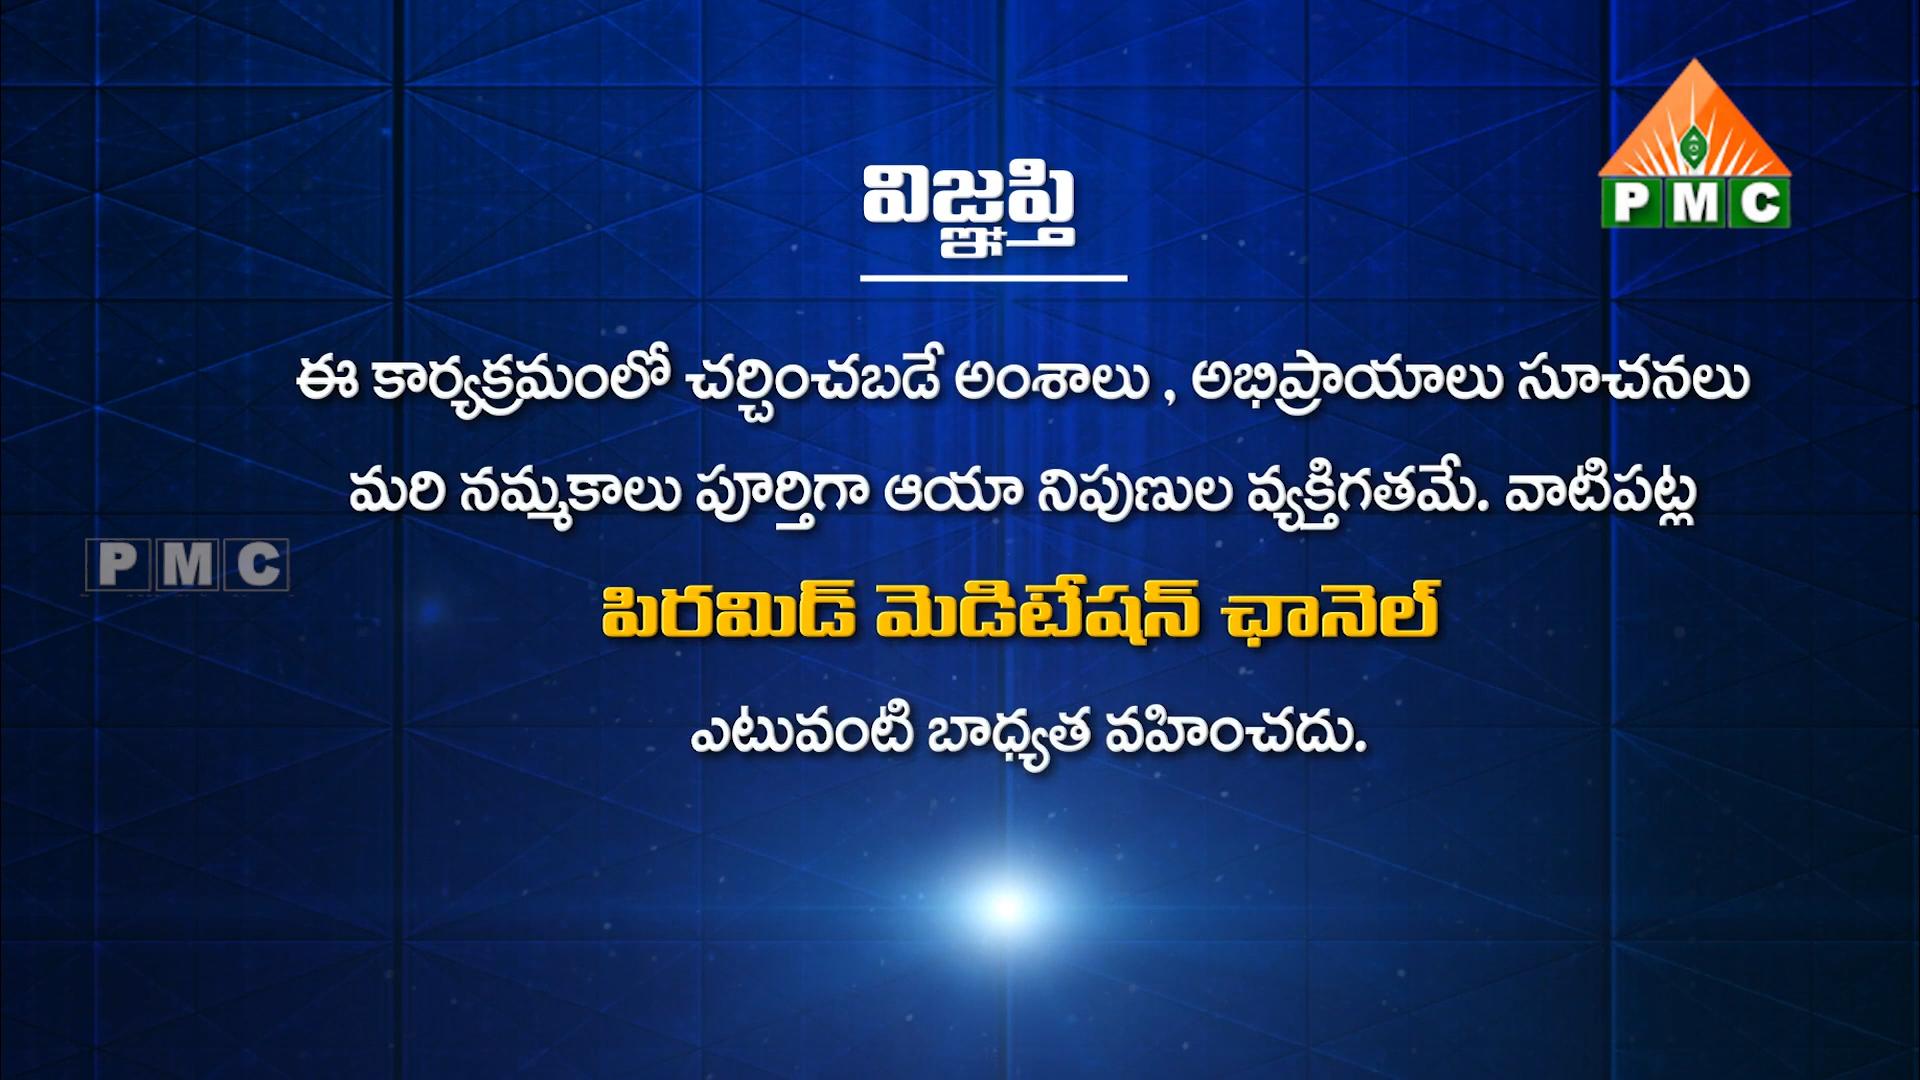 PMC
విజ్ఞప్తి
ఈ కార్యక్రమంలో చర్చించబడే అంశాలు , అభిప్రాయాలు సూచనలు
మరి నమ్మకాలు పూర్తిగా ఆయా నిపుణుల వ్యక్తిగతమే. వాటిపట్ల
PMC
పిరమిడ్ మెడిటేషన్ ఛానెల్
ఎటువంటి బాధ్యత వహించదు.